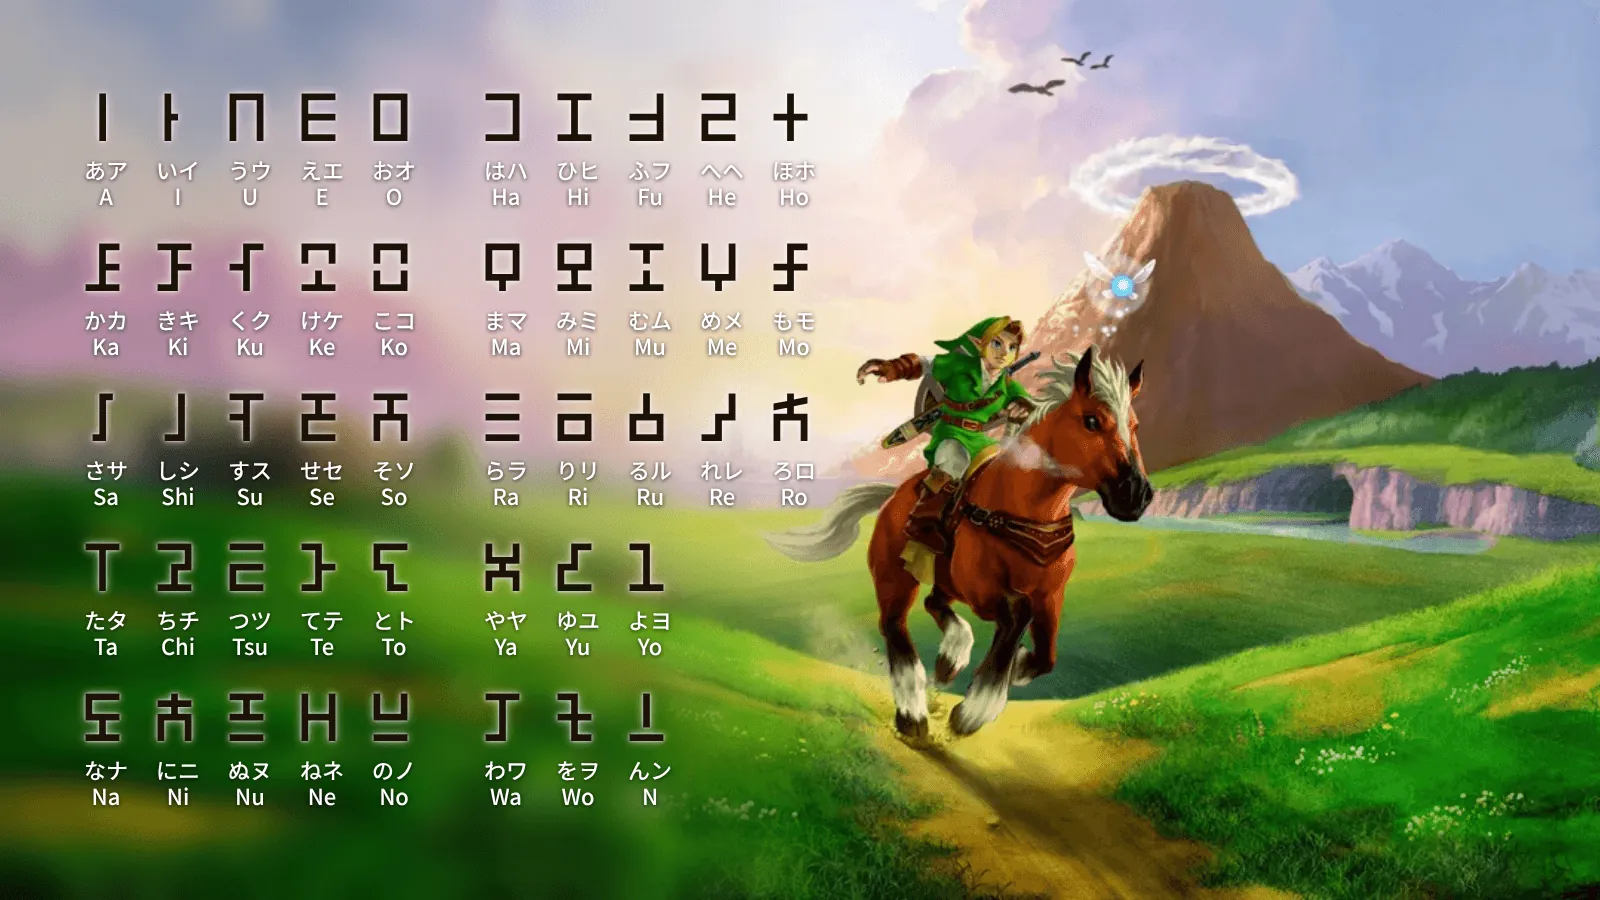 あア いイ うウ えエ おオ はハ ひヒ ふフ へヘ ほホ
A I U E O Ha Hi Fu He Ho
かカ きキ くク けケ こコ まマ みミ むム めメ もモ
Ka Ki Ku Ke Ko Ma Mi Mu Me Mo
さサ しシ すス せセ そソ らラ りリ るル れレ ろロ
Sa Shi Su Se So Ra Ri Ru Re Ro
たタ ちチ つツ てテ とト やヤ ゆユ よヨ
Ta Chi Tsu Te To Ya Yu Yo
なナ にニ ぬヌ ねネ のノ わワ をヲ んン
Na Ni Nu Ne No Wa Wo N